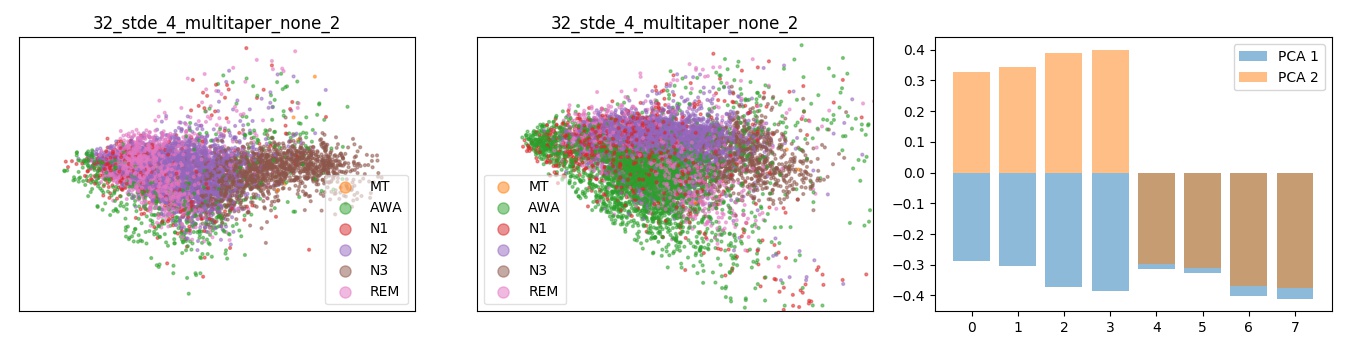 32_stde_4_multitaper_none_2
MT
AWA
N1
N2
N3
REM
32_stde_4_multitaper_none_2
MT
AWA
N1
N2
N3
REM
0.4
0.3
0.2
0.1
0.0
−0.1
−0.2
−0.3
−0.4
0 1 2 3 4 5 6 7
PCA 1
PCA 2